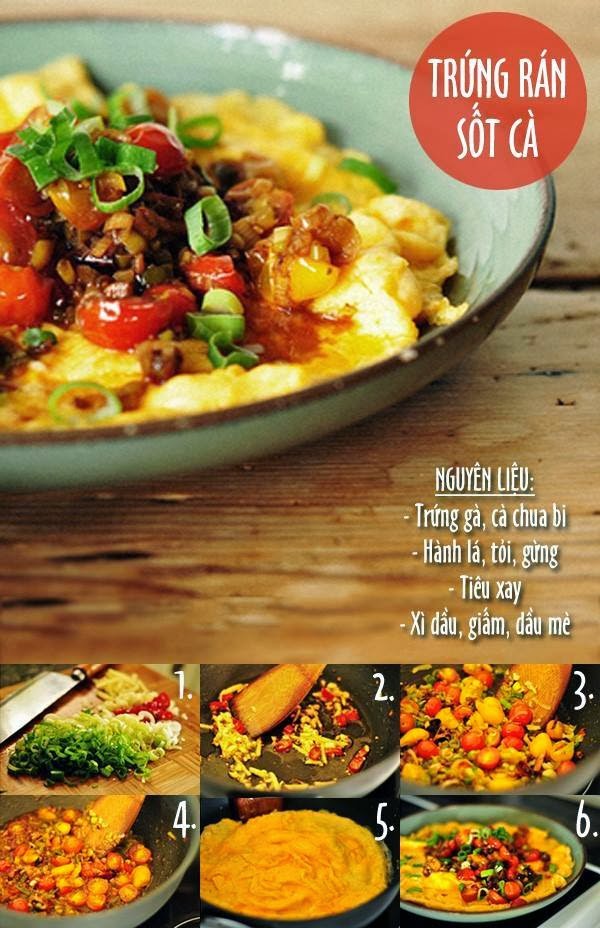 TRỨNG RÁN
SỐT CÀ
NGUYÊN LIỆU:
- Trứng gà, cà chua bi
- Hành lá, tỏi, gừng
- Tiêu xay
- Xì dầu, giấm, dầu mè
1. 2. 3.
4. 5. 6.